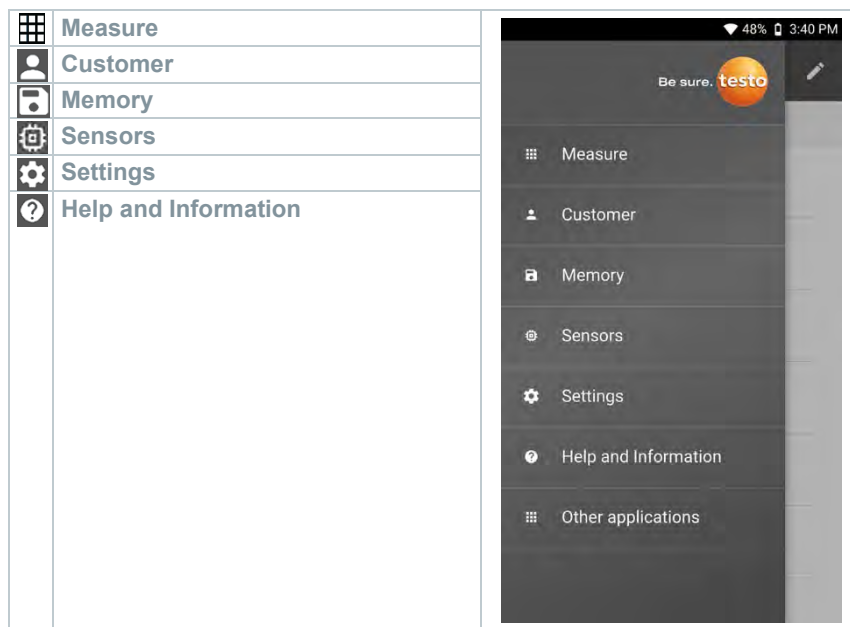 Measure
Customer
Memory
Sensors
Settings
Help and Information
48% 3:40 PM
Be sure. testo
Measure
Customer
Memory
Sensors
Settings
Help and Information
Other applications